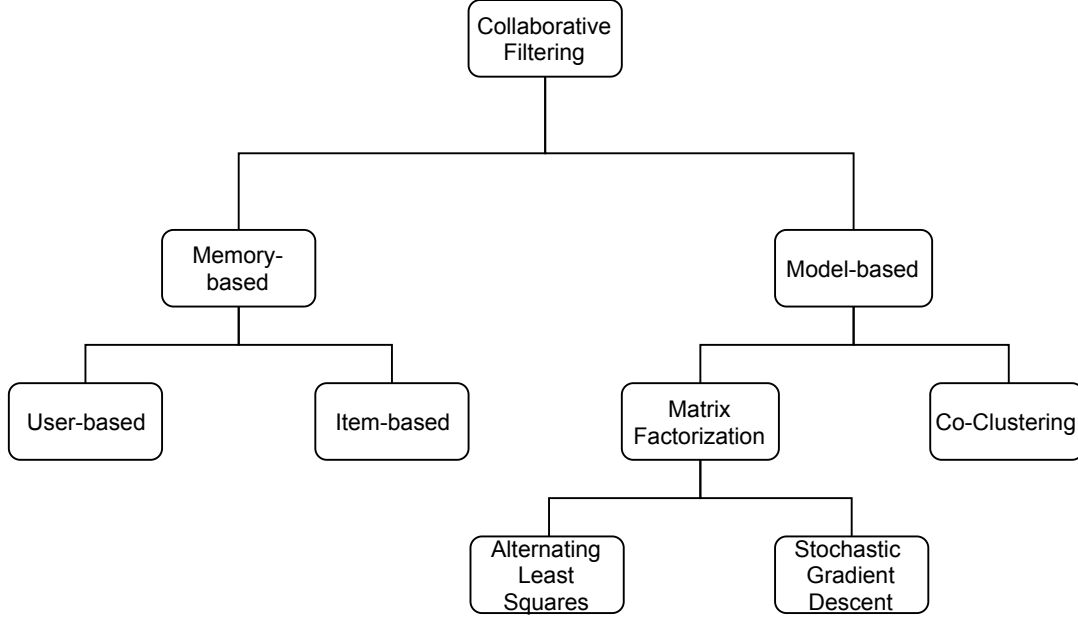 Collaborative
Filtering
Memory-
based
Model-based
User-based
Item-based
Matrix
Factorization
Co-Clustering
Alternating
Least
Squares
Stochastic
Gradient
Descent